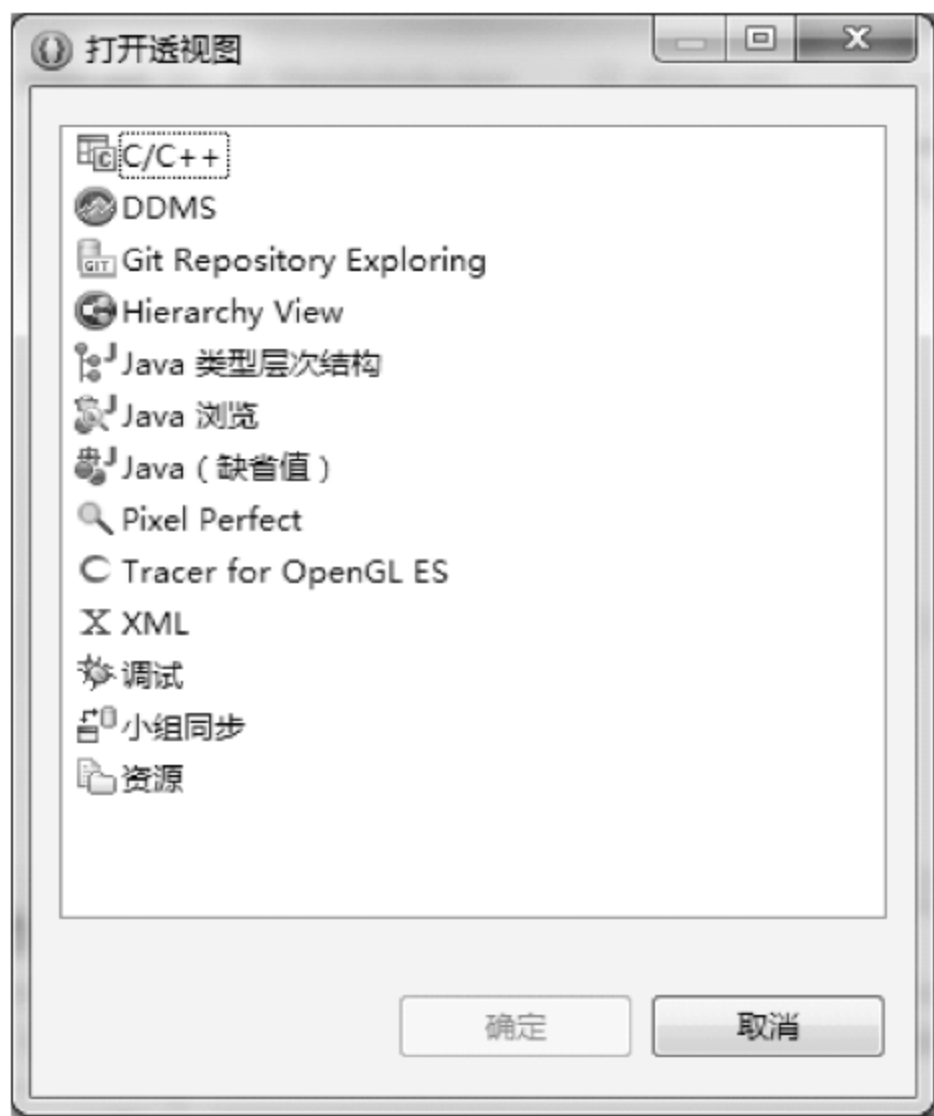 打开透视图
C/C++
DDMS
GIT Git Repository Exploring
Hierarchy View
Java 类型层次结构
Java 浏览
Java（缺省值）
Pixel Perfect
Tracer for OpenGL ES
XML
调试
小组同步
资源
确定
取消